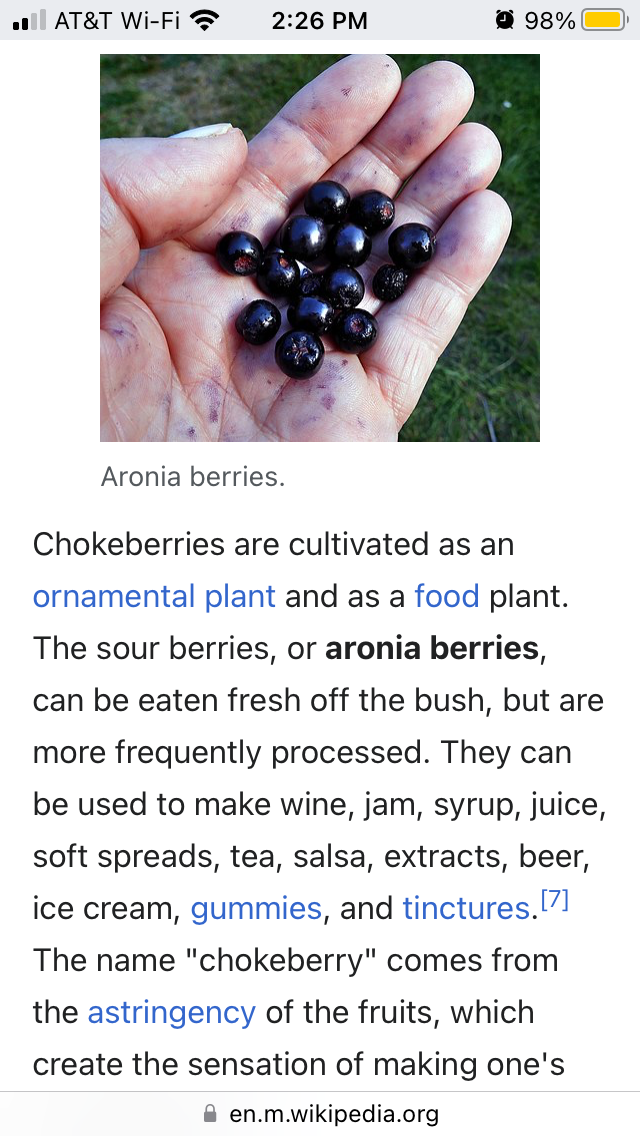 AT&T Wi-Fi 2:26 PM 98%
Aronia berries.
Chokeberries are cultivated as an
ornamental plant and as a food plant.
The sour berries, or aronia berries,
can be eaten fresh off the bush, but are
more frequently processed. They can
be used to make wine, jam, syrup, juice,
soft spreads, tea, salsa, extracts, beer,
ice cream, gummies, and tinctures.[7]
The name "chokeberry" comes from
the astringency of the fruits, which
create the sensation of making one's
en.m.wikipedia.org